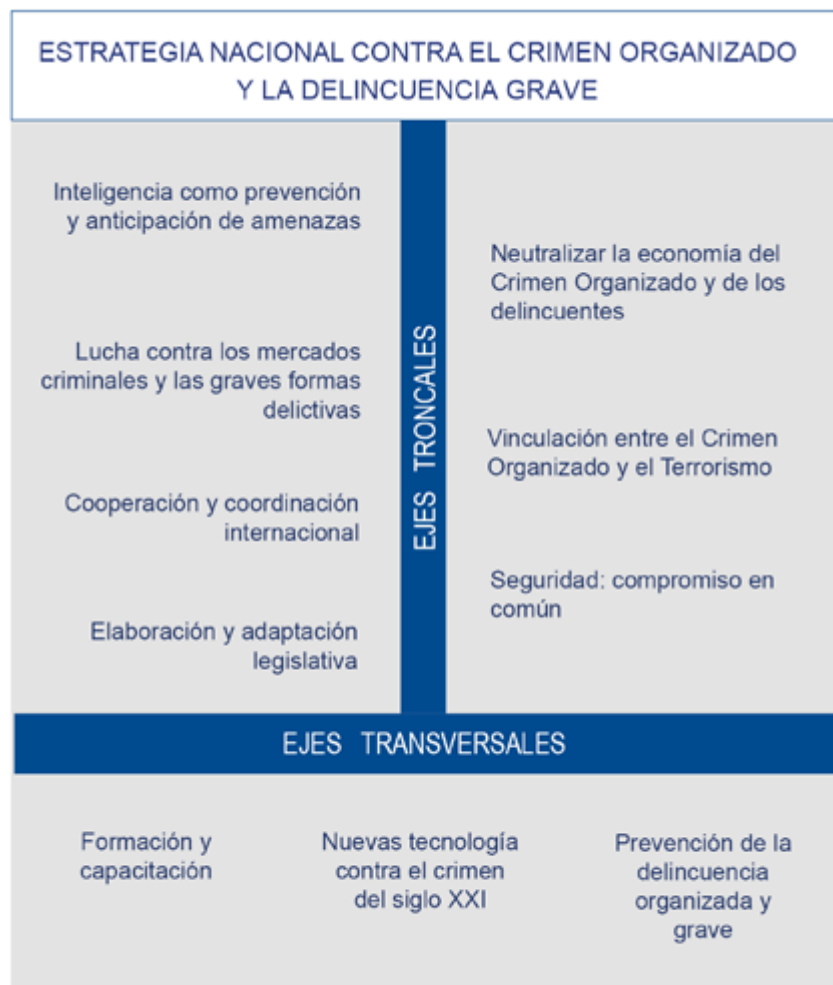 ESTRATEGIA NACIONAL CONTRA EL CRIMEN ORGANIZADO
Y LA DELINCUENCIA GRAVE
Inteligencia como prevención
y anticipación de amenazas
Lucha contra los mercados
criminales y las graves formas
delictivas
Cooperación y coordinación
internacional
Elaboración y adaptación
legislativa
EJES TRONCALES
Neutralizar la economía del
Crimen Organizado y de los
delincuentes
Vinculación entre el Crimen
Organizado y el Terrorismo
Seguridad: compromiso en
común
EJES TRANSVERSALES
Formación y
capacitación
Nuevas tecnología
contra el crimen
del siglo XXI
Prevención de la
delincuencia
organizada y
grave